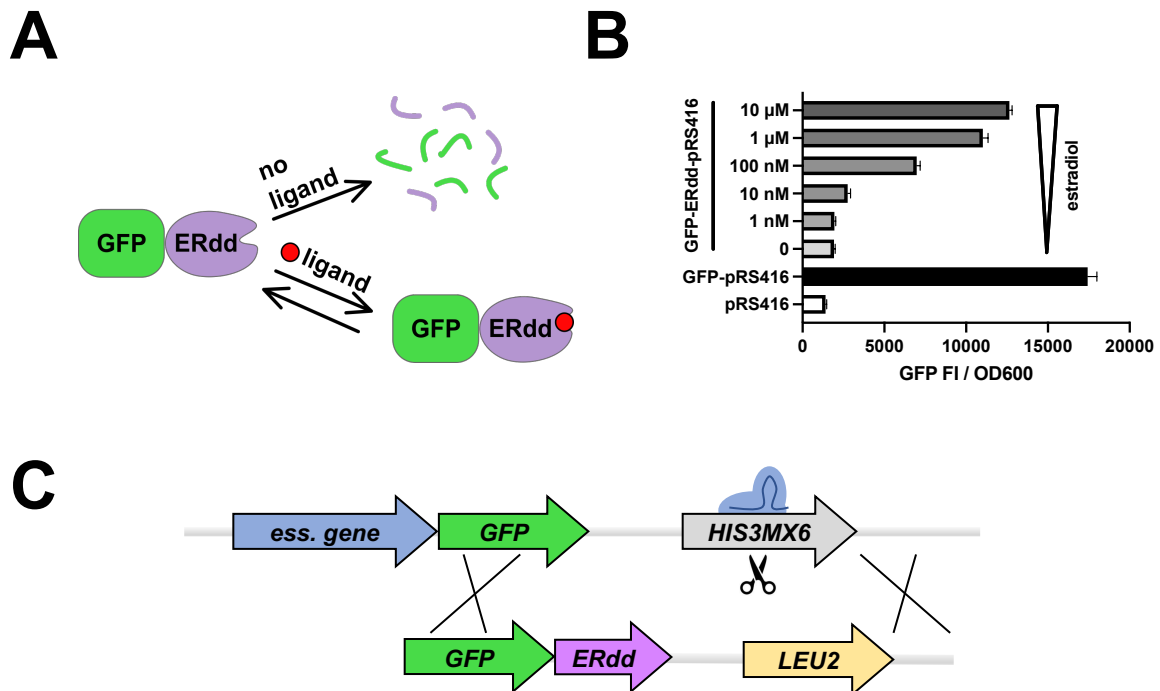 A
no
ligand
GFP
ERdd
ligand
GFP
ERdd
B
GFP-ERdd-pRS416
10 µM
1 µM
100 nM
10 nM
1 nM
0
GFP-pRS416
pRS416
estradiol
0
5000
10000
15000
20000
GFP FI / OD600
C
ess. gene
GFP
HIS3MX6
GFP
ERdd
LEU2